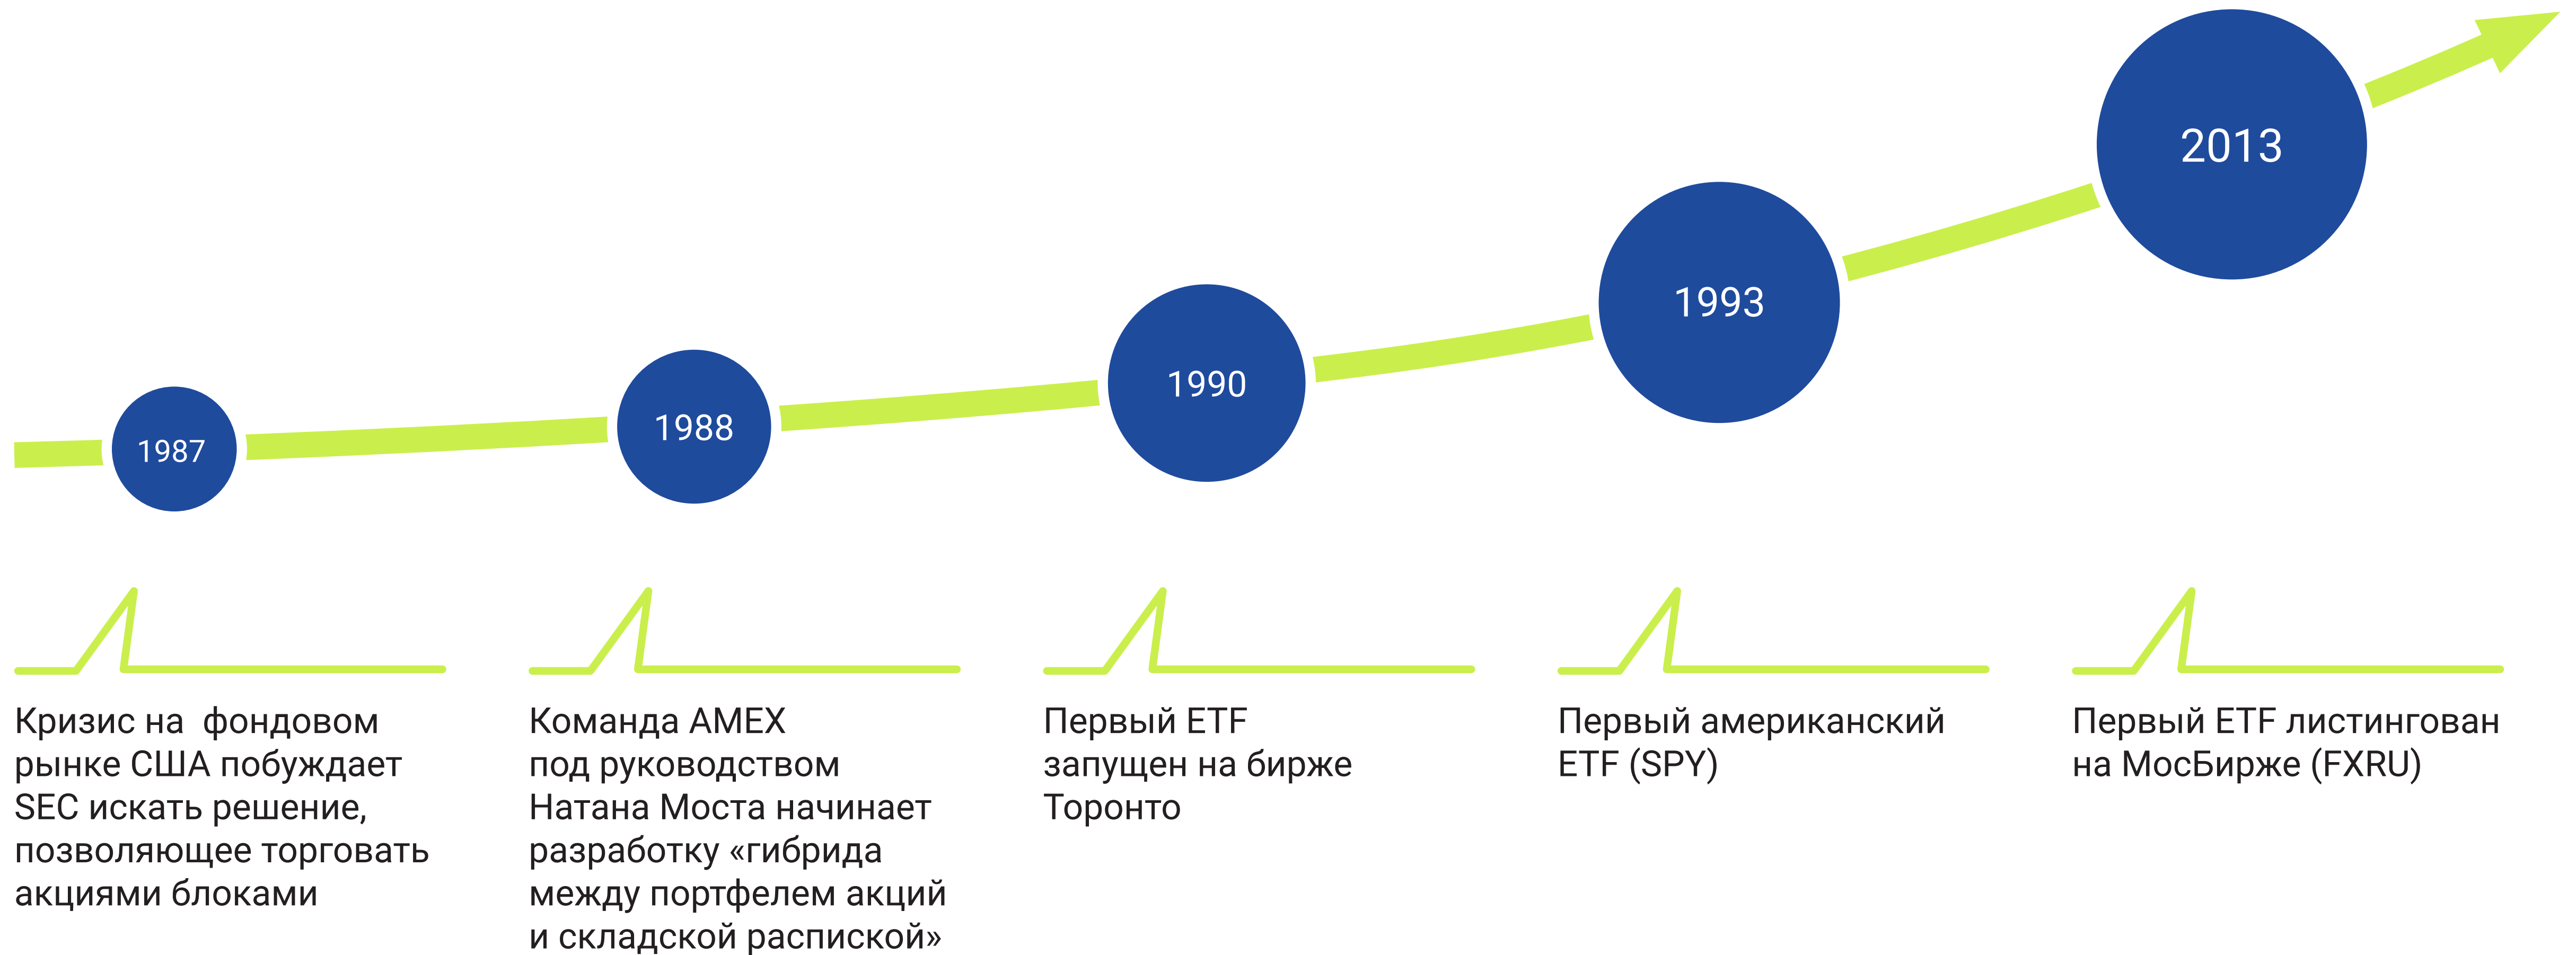 1987
1988
1990
1993
2013
Кризис на  фондовом
рынке США побуждает
SEC искать решение,
позволяющее торговать
акциями блоками
Команда AMEX
под руководством
Натана Моста начинает
разработку «гибрида
между портфелем акций
и складской распиской»
Первый ETF
запущен на бирже
Торонто
Первый американский
ETF (SPY)
Первый ETF листингован
на МосБирже (FXRU)